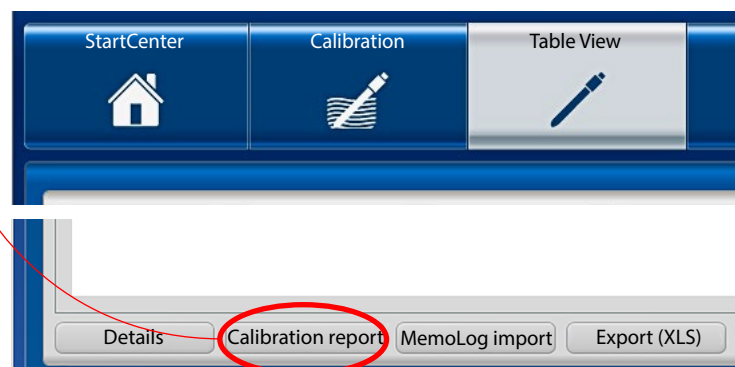 StartCenter
Calibration
Table View
Details
Calibration report
MemoLog import
Export (XLS)